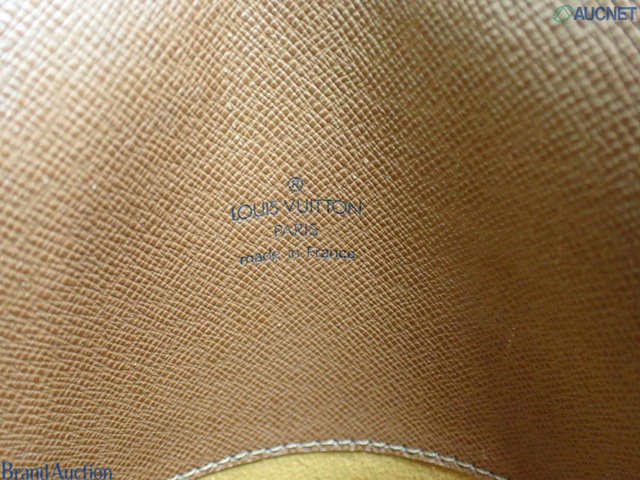 AUCNET
®
LOUIS VUITTON
PARIS
made in France
Brand Auction